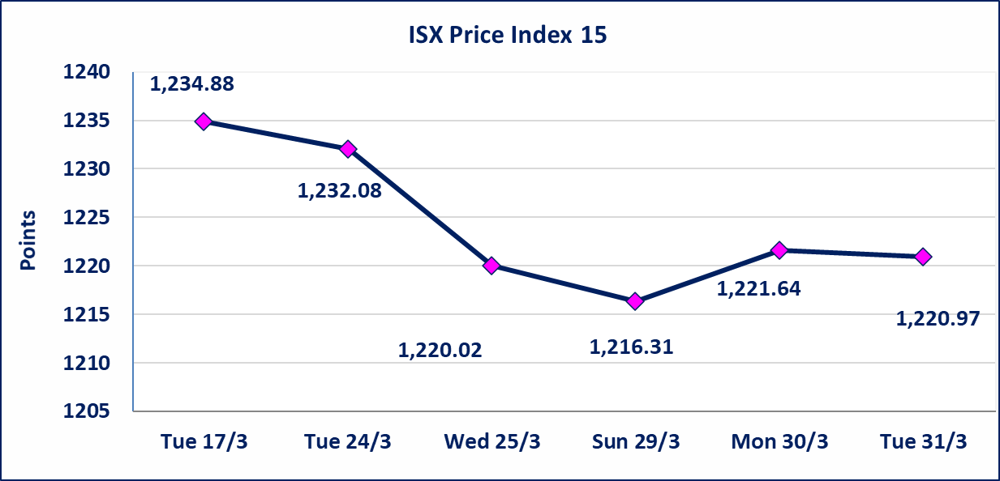 ISX Price Index 15
Points
1240
1235
1230
1225
1220
1215
1210
1205
1,234.88
1,232.08
1,220.02
1,216.31
1,221.64
1,220.97
Tue 17/3
Tue 24/3
Wed 25/3
Sun 29/3
Mon 30/3
Tue 31/3